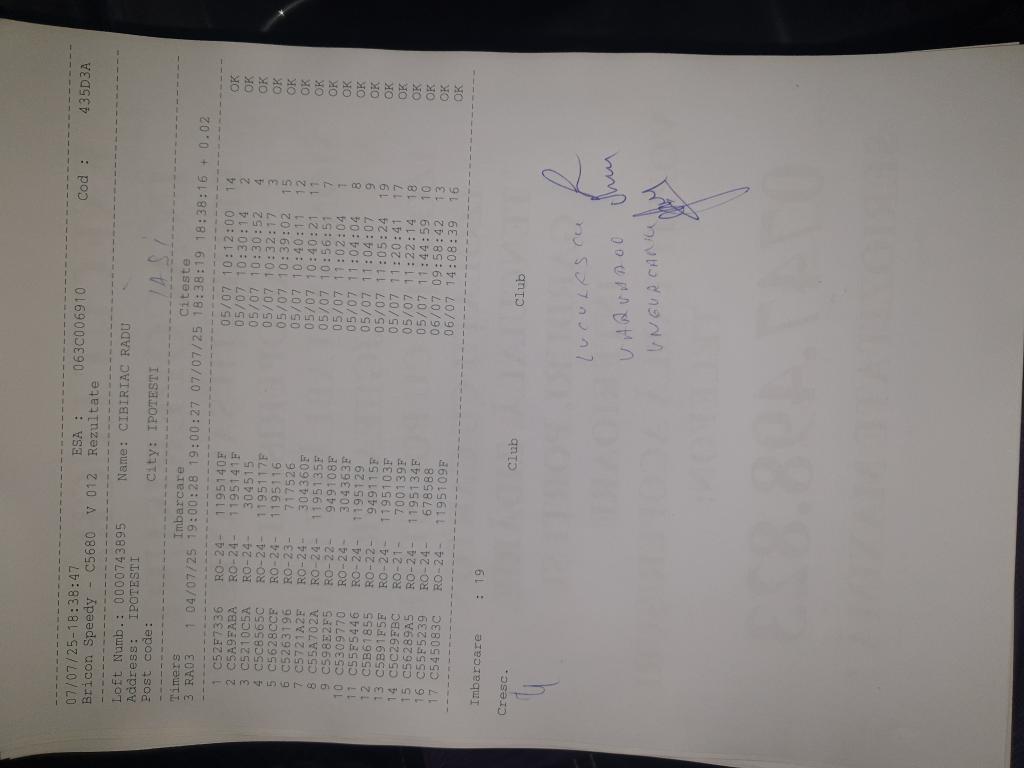 07/07/25-18:38:47
Bricon Speedy - C5680 V 012 ESA : 063C006910 Cod : 435D3A
Rezultate
Loft Numb.: 0000743895 Name: CIBIRIAC RADU
Address: IPOTESTI
Post code: City: IPOTESTI IASI
Timers Imbarcare Citeste
3 RA03 1 04/07/25 19:00:28 19:00:27 07/07/25 18:38:19 18:38:16 + 0.02
1 C52F7336 RO-24- 1195140F 05/07 10:12:00 14 OK
2 C5A9FABA RO-24- 1195141F 05/07 10:30:14 2 OK
3 C5210C5A RO-24- 304515 05/07 10:30:52 4 OK
4 C5C8565C RO-24- 1195117F 05/07 10:32:17 3 OK
5 C5628CCF RO-24- 1195116 05/07 10:39:02 15 OK
6 C5263196 RO-23- 717526 05/07 10:40:11 12 OK
7 C5721A2F RO-24- 304360F 05/07 10:40:21 11 OK
8 C55A702A RO-24- 1195135F 05/07 10:56:51 7 OK
9 C598E2F5 RO-22- 949108F 05/07 11:02:04 1 OK
10 C5309770 RO-24- 304363F 05/07 11:04:04 8 OK
11 C55F5446 RO-24- 1195129 05/07 11:04:07 9 OK
12 C5B61855 RO-22- 949115F 05/07 11:05:24 19 OK
13 C5B91F5F RO-24- 1195103F 05/07 11:20:41 17 OK
14 C5C29FBC RO-21- 700139F 05/07 11:22:14 18 OK
15 C56289A5 RO-24- 1195134F 05/07 11:44:59 10 OK
16 C55F5239 RO-24- 678588 06/07 09:58:42 13 OK
17 C545083C RO-24- 1195109F 06/07 14:08:39 16 OK
Imbarcare : 19
Cresc. Club Club